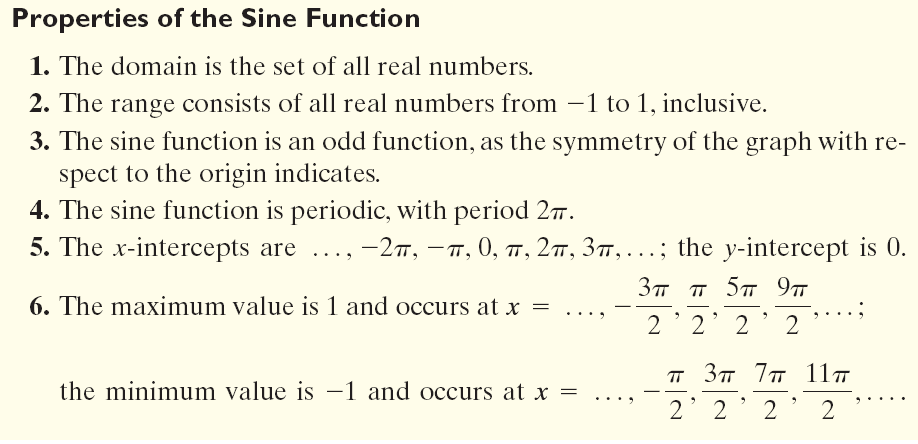 Properties of the Sine Function
1. The domain is the set of all real numbers.
2. The range consists of all real numbers from −1 to 1, inclusive.
3. The sine function is an odd function, as the symmetry of the graph with re-
spect to the origin indicates.
4. The sine function is periodic, with period 2π.
5. The x-intercepts are …, −2π, −π, 0, π, 2π, 3π, …; the y-intercept is 0.
6. The maximum value is 1 and occurs at x = …, −3π/2, π/2, 5π/2, 9π/2, …;
the minimum value is −1 and occurs at x = …, −π/2, 3π/2, 7π/2, 11π/2, ….